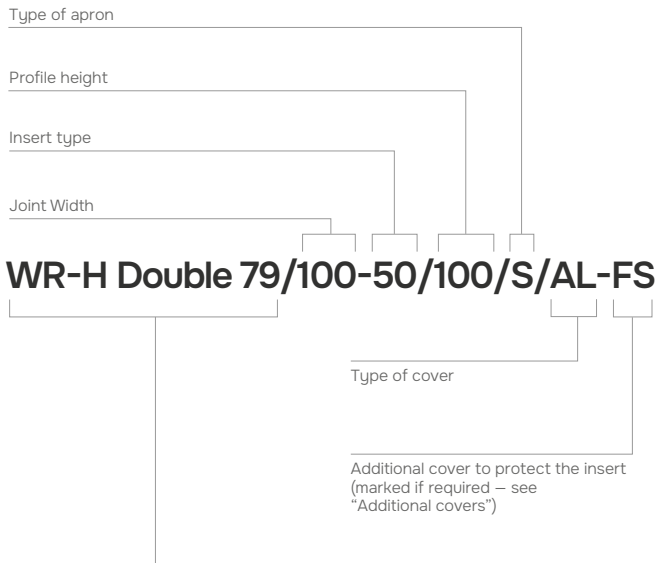 Type of apron
Profile height
Insert type
Joint Width
WR-H Double 79/100-50/100/S/AL-FS
Type of cover
Additional cover to protect the insert
(marked if required — see
“Additional covers”)